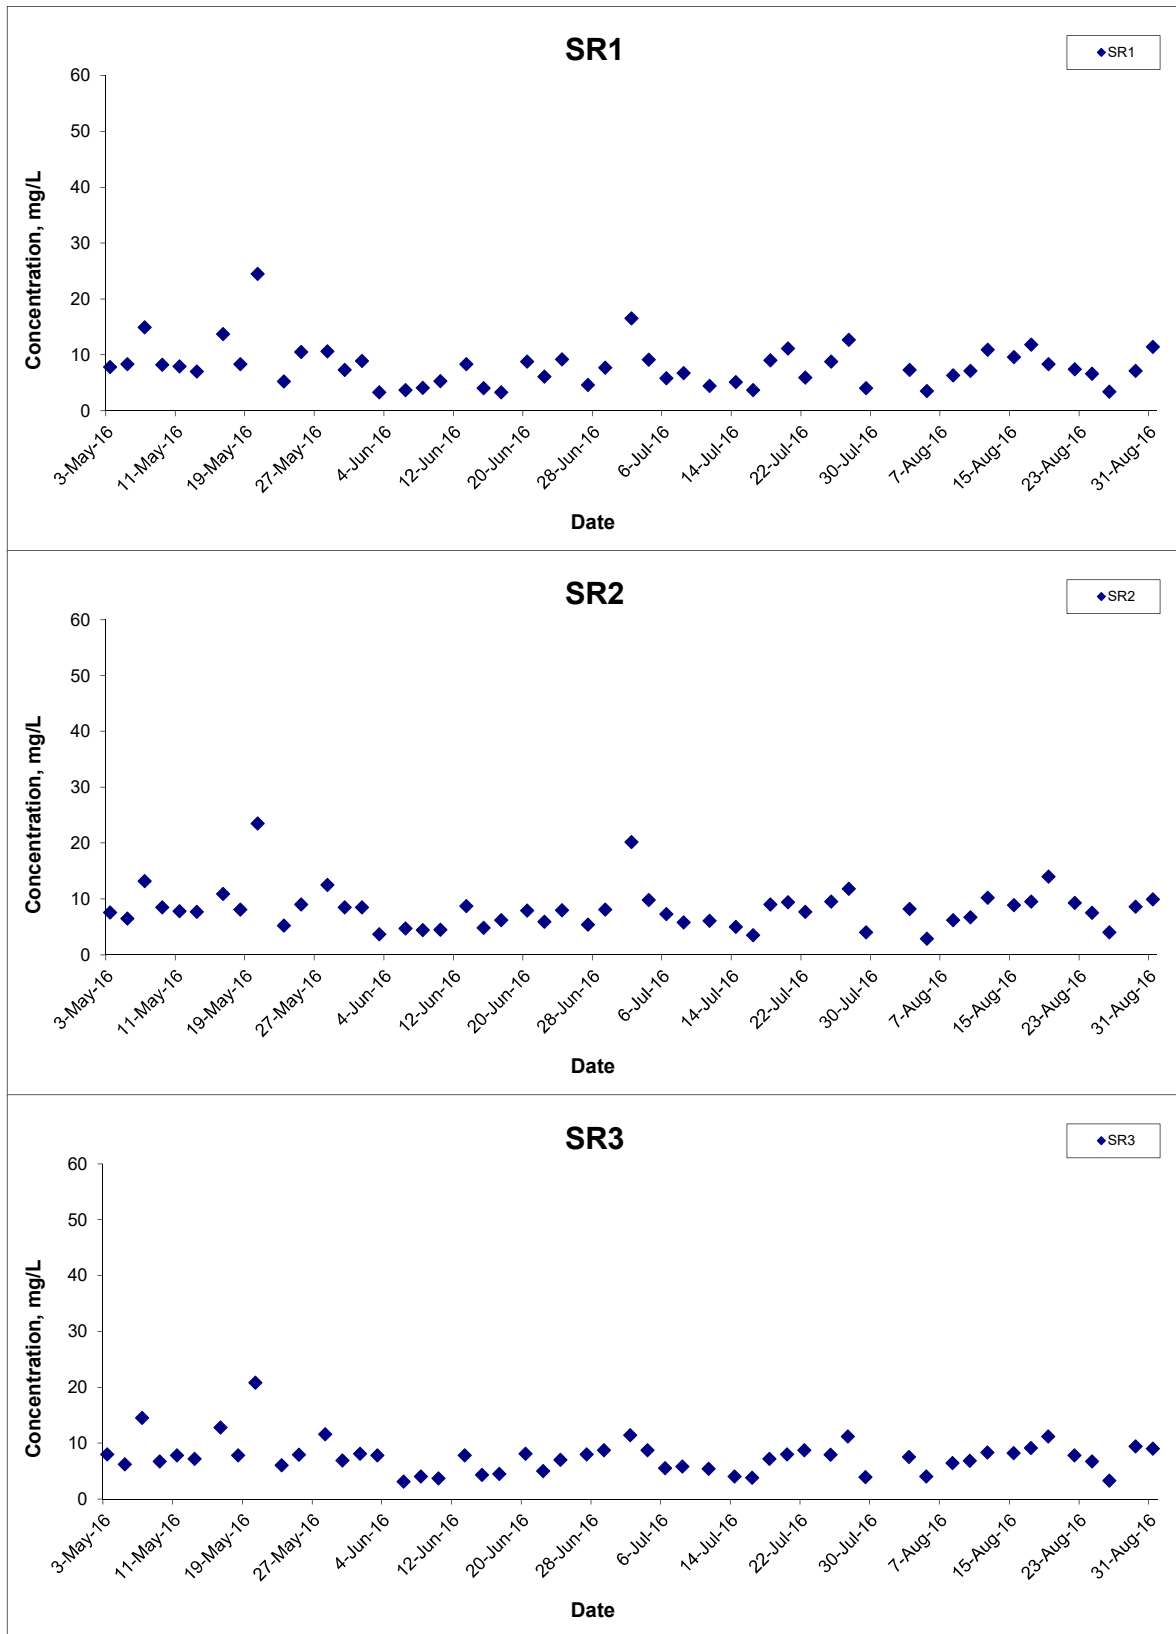 SR1
SR1
60
50
40
30
20
10
0
Concentration, mg/L
3-May-16
11-May-16
19-May-16
27-May-16
4-Jun-16
12-Jun-16
20-Jun-16
28-Jun-16
6-Jul-16
14-Jul-16
22-Jul-16
30-Jul-16
7-Aug-16
15-Aug-16
23-Aug-16
31-Aug-16
Date
SR2
SR2
60
50
40
30
20
10
0
Concentration, mg/L
3-May-16
11-May-16
19-May-16
27-May-16
4-Jun-16
12-Jun-16
20-Jun-16
28-Jun-16
6-Jul-16
14-Jul-16
22-Jul-16
30-Jul-16
7-Aug-16
15-Aug-16
23-Aug-16
31-Aug-16
Date
SR3
SR3
60
50
40
30
20
10
0
Concentration, mg/L
3-May-16
11-May-16
19-May-16
27-May-16
4-Jun-16
12-Jun-16
20-Jun-16
28-Jun-16
6-Jul-16
14-Jul-16
22-Jul-16
30-Jul-16
7-Aug-16
15-Aug-16
23-Aug-16
31-Aug-16
Date